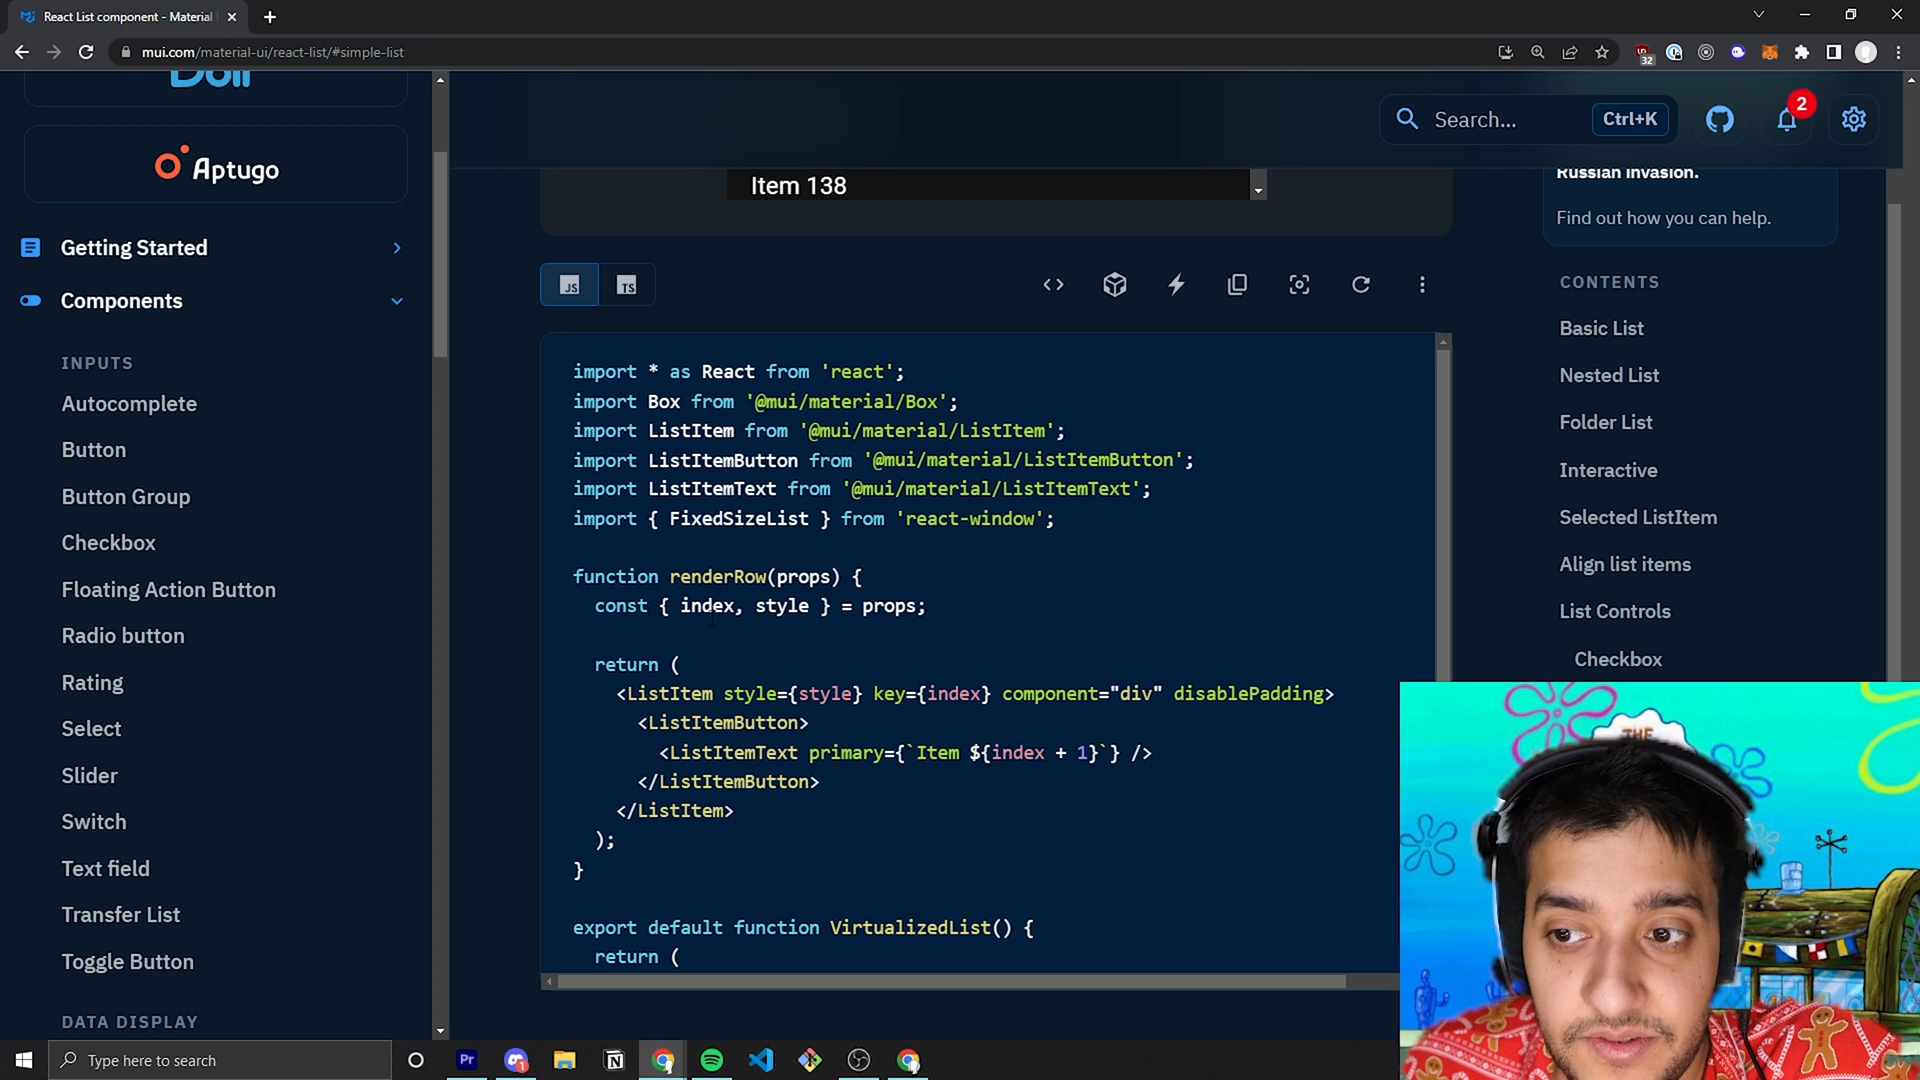 React List component - Material
mui.com/material-ui/react-list/#simple-list
32
Doit
Aptugo
Getting Started
Components
INPUTS
Autocomplete
Button
Button Group
Checkbox
Floating Action Button
Radio button
Rating
Select
Slider
Switch
Text field
Transfer List
Toggle Button
DATA DISPLAY
Search...
Ctrl+K
2
Item 138
JS
TS
import * as React from 'react';
import Box from '@mui/material/Box';
import ListItem from '@mui/material/ListItem';
import ListItemButton from '@mui/material/ListItemButton';
import ListItemText from '@mui/material/ListItemText';
import { FixedSizeList } from 'react-window';
function renderRow(props) {
const { index, style } = props;
return (
<ListItem style={style} key={index} component="div" disablePadding>
<ListItemButton>
<ListItemText primary={`Item ${index + 1}`} />
</ListItemButton>
</ListItem>
);
}
export default function VirtualizedList() {
return (
Russian invasion.
Find out how you can help.
CONTENTS
Basic List
Nested List
Folder List
Interactive
Selected ListItem
Align list items
List Controls
Checkbox
THE
Type here to search
Pr